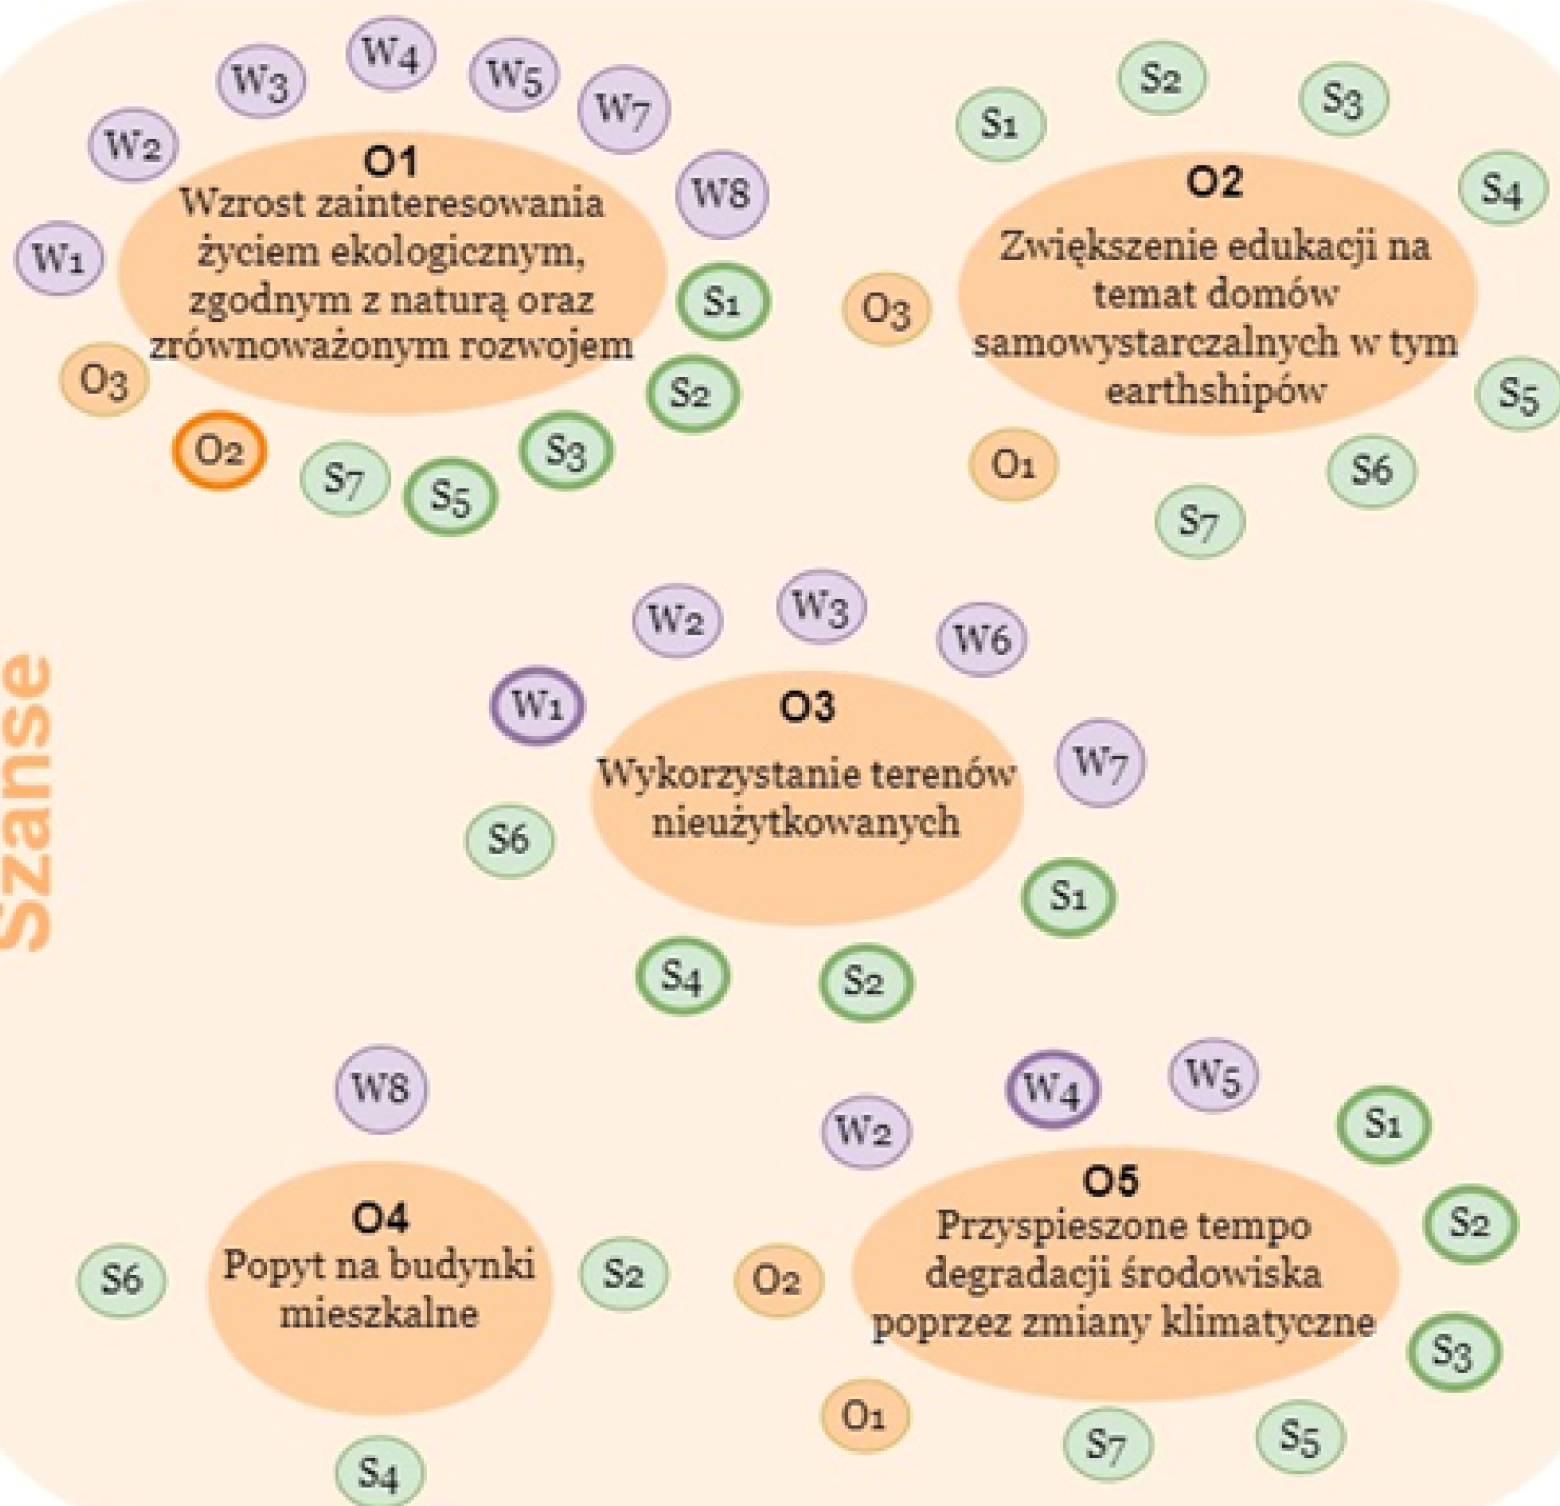 W4
W3
W5
W7
W2
W8
W1
O1
Wzrost zainteresowania
życiem ekologicznym,
zgodnym z naturą oraz
zrównoważonym rozwojem
S1
S2
S3
S5
S7
O2
O3
S2
S3
S1
S4
O2
Zwiększenie edukacji na
temat domów
samowystarczalnych w tym
earthshipów
O3
S5
O1
S6
S7
Szanse
W2
W3
W6
W1
W7
O3
Wykorzystanie terenów
nieużytkowanych
S6
S1
S4
S2
W8
O4
Popyt na budynki
mieszkalne
S6
S2
S4
W2
W4
W5
S1
O5
Przyspieszone tempo
degradacji środowiska
poprzez zmiany klimatyczne
S2
O2
S3
O1
S7
S5